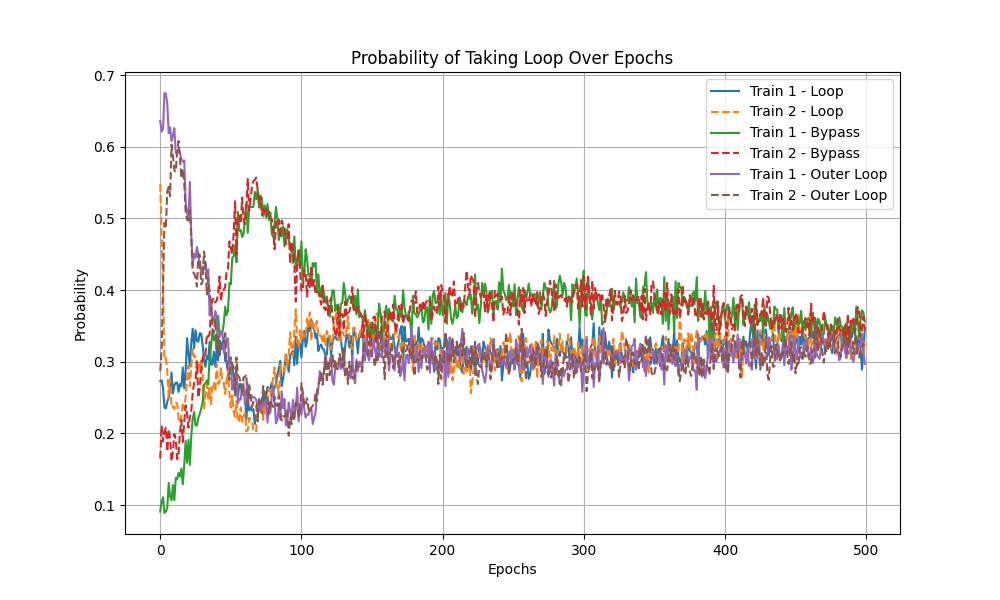 Probability of Taking Loop Over Epochs
0.7
0.6
0.5
0.4
0.3
0.2
0.1
Probability
Train 1 - Loop
Train 2 - Loop
Train 1 - Bypass
Train 2 - Bypass
Train 1 - Outer Loop
Train 2 - Outer Loop
0 100 200 300 400 500
Epochs